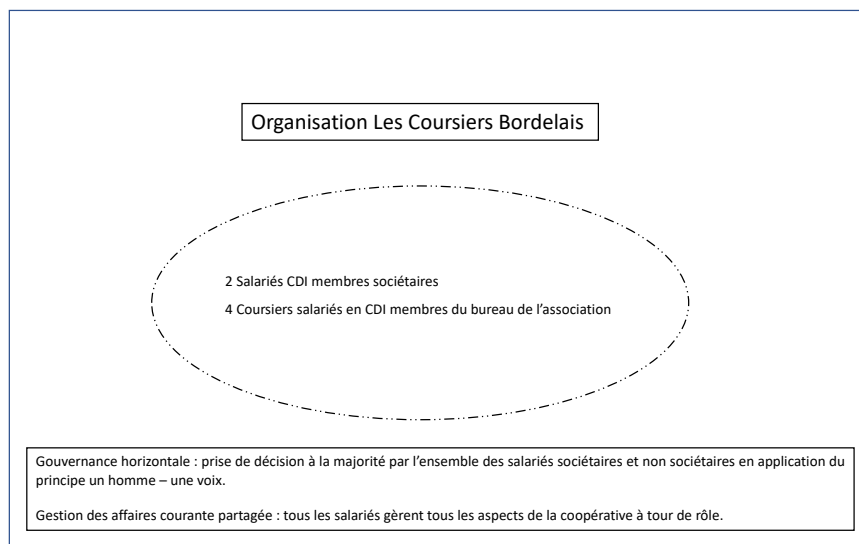 Organisation Les Coursiers Bordelais
2 Salariés CDI membres sociétaires
4 Coursiers salariés en CDI membres du bureau de l’association
Gouvernance horizontale : prise de décision à la majorité par l’ensemble des salariés sociétaires et non sociétaires en application du
principe un homme – une voix.
Gestion des affaires courante partagée : tous les salariés gèrent tous les aspects de la coopérative à tour de rôle.